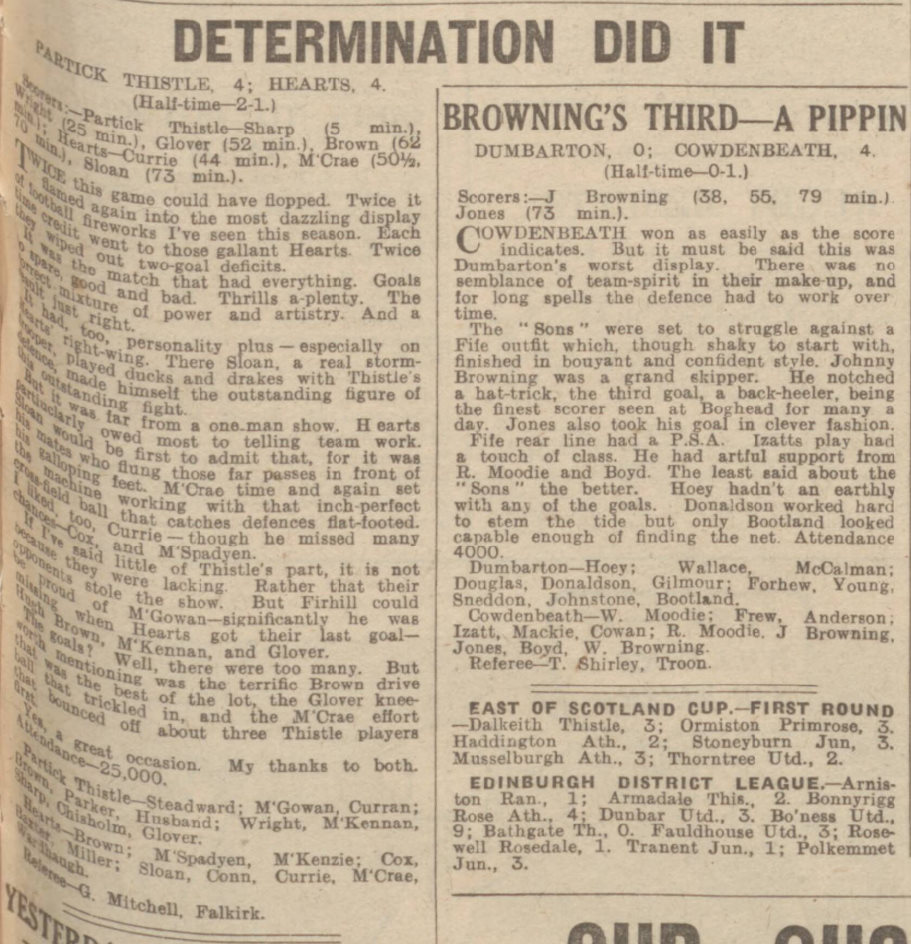 DETERMINATION DID IT
PARTICK THISTLE, 4; HEARTS, 4.
(Half-time—2-1.)
Scorers:—Partick Thistle—Sharp (5 min.),
Wright (25 min.), Glover (52 min.), Brown (62
min.); Hearts—Currie (44 min.), M'Crae (50½,
70 min.), Sloan (73 min.).
TWICE this game could have flopped. Twice it
flamed again into the most dazzling display
of football fireworks I've seen this season. Each
time credit went to those gallant Hearts. Twice
they wiped out two-goal deficits.
It was the match that had everything. Goals
o spare, good and bad. Thrills a-plenty. The
correct mixture of power and artistry. And a
result just right.
It had, too, personality plus—especially on
Hearts' right-wing. There Sloan, a real storm-
trooper, played ducks and drakes with Thistle's
defence, made himself the outstanding figure of
this outstanding fight.
But it was far from a one-man show. H earts
particularly owed most to telling team work.
Sloan would be first to admit that, for it was
his mates who flung those far passes in front of
his galloping feet. M'Crae time and again set
the machine working with that inch-perfect
cross-field ball that catches defences flat-footed.
I liked, too, Currie—though he missed many
chances—Cox, and M'Spadyen.
If I've said little of Thistle's part, it is not
because they were lacking. Rather that their
opponents stole the show. But Firhill could
be proud of M'Gowan—significantly he was
missing when Hearts got their last goal—
Hugh Brown, M'Kennan, and Glover.
The goals? Well, there were too many. But
worth mentioning was the terrific Brown drive
that was the best of the lot, the Glover knee-
ball that trickled in, and the M'Crae effort
that bounced off about three Thistle players
first.
Yes, a great occasion. My thanks to both.
Attendance—25,000.
Partick Thistle—Steadward; M'Gowan, Curran;
Brown, Parker, Husband; Wright, M'Kennan,
Sharp, Chisholm, Glover.
Hearts—Brown; M'Spadyen, M'Kenzie; Cox,
Baxter, Miller; Sloan, Conn, Currie, M'Crae,
Wardhaugh.
Referee—G. Mitchell, Falkirk.
BROWNING'S THIRD—A PIPPIN
DUMBARTON, 0; COWDENBEATH, 4.
(Half-time—0-1.)
Scorers:—J Browning (38, 55, 79 min.).
Jones (73 min.).
COWDENBEATH won as easily as the score
indicates. But it must be said this was
Dumbarton's worst display. There was no
semblance of team-spirit in their make-up, and
for long spells the defence had to work over
time.
The "Sons" were set to struggle against a
Fife outfit which, though shaky to start with,
finished in bouyant and confident style. Johnny
Browning was a grand skipper. He notched
a hat-trick, the third goal, a back-heeler, being
the finest scorer seen at Boghead for many a
day. Jones also took his goal in clever fashion.
Fife rear line had a P.S.A. Izatts play had
a touch of class. He had artful support from
R. Moodie and Boyd. The least said about the
"Sons" the better. Hoey hadn't an earthly
with any of the goals. Donaldson worked hard
to stem the tide but only Bootland looked
capable enough of finding the net. Attendance
4000.
Dumbarton—Hoey; Wallace, McCalman;
Douglas, Donaldson, Gilmour; Forhew, Young,
Sneddon, Johnstone, Bootland.
Cowdenbeath—W. Moodie; Frew, Anderson;
Izatt, Mackie, Cowan; R. Moodie, J Browning,
Jones, Boyd, W. Browning.
Referee—T. Shirley, Troon.
EAST OF SCOTLAND CUP.—FIRST ROUND
—Dalkeith Thistle, 3; Ormiston Primrose, 3.
Haddington Ath., 2; Stoneyburn Jun, 3.
Musselburgh Ath., 3; Thorntree Utd., 2.
EDINBURGH DISTRICT LEAGUE.—Arnis-
ton Ran., 1; Armadale This., 2. Bonnyrigg
Rose Ath., 4; Dunbar Utd., 3. Bo'ness Utd.,
9; Bathgate Th., 0. Fauldhouse Utd., 3; Rose-
well Rosedale, 1. Tranent Jun., 1; Polkemmet
Jun., 3.